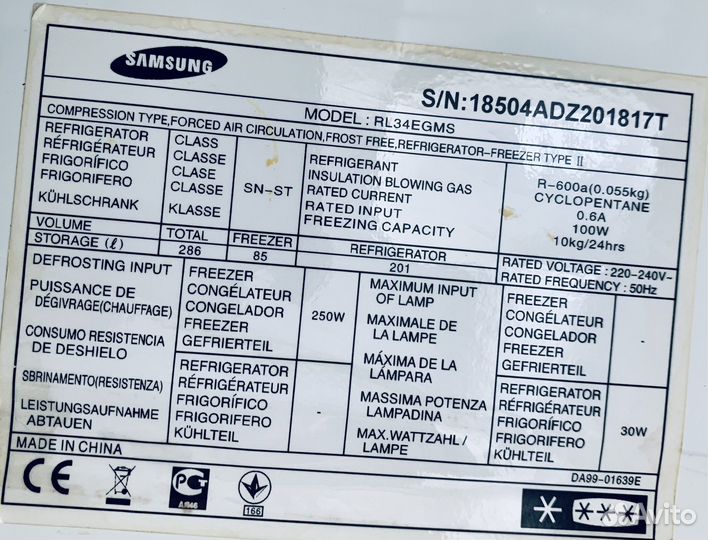 SAMSUNG
S/N:18504ADZ201817T
MODEL : RL34EGMS
COMPRESSION TYPE,FORCED AIR CIRCULATION,FROST FREE,REFRIGERATOR-FREEZER TYPE II
REFRIGERATOR CLASS
RÉFRIGÉRATEUR CLASSE
FRIGORÍFICO CLASE
FRIGORIFERO CLASSE
KÜHLSCHRANK KLASSE
SN-ST
REFRIGERANT R-600a(0.055kg)
INSULATION BLOWING GAS CYCLOPENTANE
RATED CURRENT 0.6A
RATED INPUT 100W
FREEZING CAPACITY 10kg/24hrs
VOLUME TOTAL FREEZER REFRIGERATOR
STORAGE (ℓ) 286 85 201
RATED VOLTAGE : 220-240V~
RATED FREQUENCY : 50Hz
DEFROSTING INPUT
PUISSANCE DE
DÉGIVRAGE(CHAUFFAGE)
CONSUMO RESISTENCIA
DE DESHIELO
SBRINAMENTO(RESISTENZA)
LEISTUNGSAUFNAHME
ABTAUEN
FREEZER
CONGÉLATEUR
CONGELADOR
FREEZER
GEFRIERTEIL
250W
REFRIGERATOR
RÉFRIGÉRATEUR
FRIGORÍFICO
FRIGORIFERO
KÜHLTEIL
-
MAXIMUM INPUT
OF LAMP
MAXIMALE DE
LA LAMPE
MÁXIMA DE LA
LÁMPARA
MASSIMA POTENZA
LAMPADINA
MAX.WATTZAHL /
LAMPE
FREEZER
CONGÉLATEUR
CONGELADOR
FREEZER
GEFRIERTEIL
-
REFRIGERATOR
RÉFRIGÉRATEUR
FRIGORÍFICO
FRIGORIFERO
KÜHLTEIL
30W
MADE IN CHINA
DA99-01639E
CE
РСТ
АЯ46
166
Avito